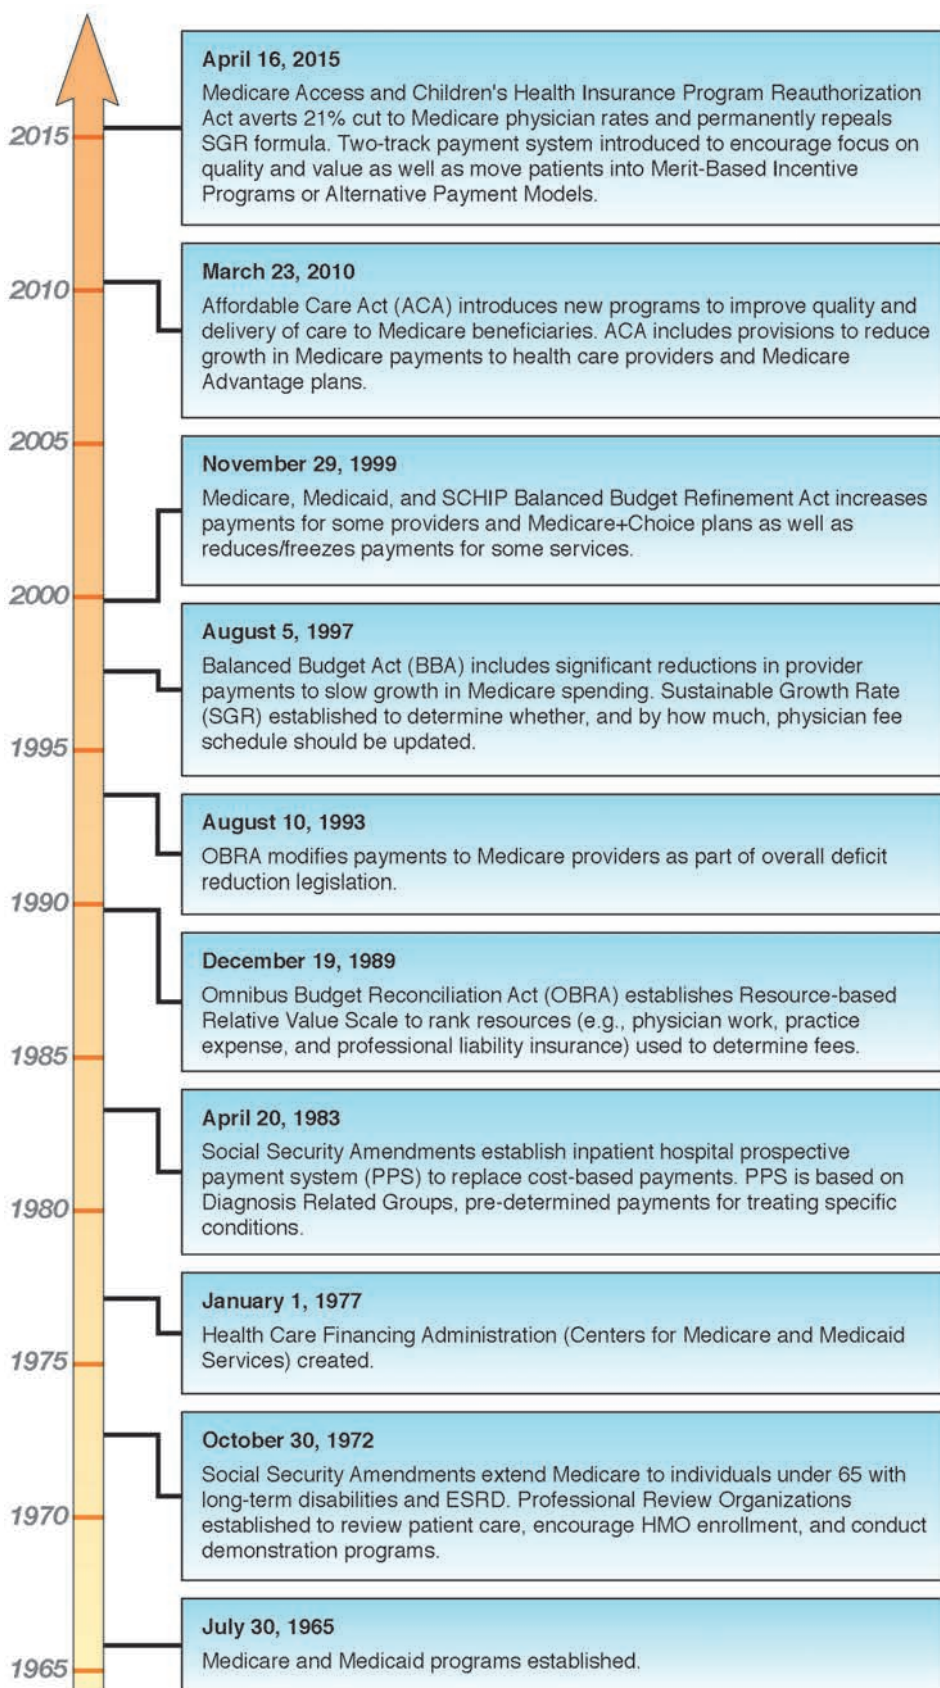 April 16, 2015
Medicare Access and Children's Health Insurance Program Reauthorization
Act averts 21% cut to Medicare physician rates and permanently repeals
SGR formula. Two-track payment system introduced to encourage focus on
quality and value as well as move patients into Merit-Based Incentive
Programs or Alternative Payment Models.
2015
March 23, 2010
Affordable Care Act (ACA) introduces new programs to improve quality and
delivery of care to Medicare beneficiaries. ACA includes provisions to reduce
growth in Medicare payments to health care providers and Medicare
Advantage plans.
2010
2005
November 29, 1999
Medicare, Medicaid, and SCHIP Balanced Budget Refinement Act increases
payments for some providers and Medicare+Choice plans as well as
reduces/freezes payments for some services.
2000
August 5, 1997
Balanced Budget Act (BBA) includes significant reductions in provider
payments to slow growth in Medicare spending. Sustainable Growth Rate
(SGR) established to determine whether, and by how much, physician fee
schedule should be updated.
1995
August 10, 1993
OBRA modifies payments to Medicare providers as part of overall deficit
reduction legislation.
1990
December 19, 1989
Omnibus Budget Reconciliation Act (OBRA) establishes Resource-based
Relative Value Scale to rank resources (e.g., physician work, practice
expense, and professional liability insurance) used to determine fees.
1985
April 20, 1983
Social Security Amendments establish inpatient hospital prospective
payment system (PPS) to replace cost-based payments. PPS is based on
Diagnosis Related Groups, pre-determined payments for treating specific
conditions.
1980
January 1, 1977
Health Care Financing Administration (Centers for Medicare and Medicaid
Services) created.
1975
October 30, 1972
Social Security Amendments extend Medicare to individuals under 65 with
long-term disabilities and ESRD. Professional Review Organizations
established to review patient care, encourage HMO enrollment, and conduct
demonstration programs.
1970
July 30, 1965
Medicare and Medicaid programs established.
1965